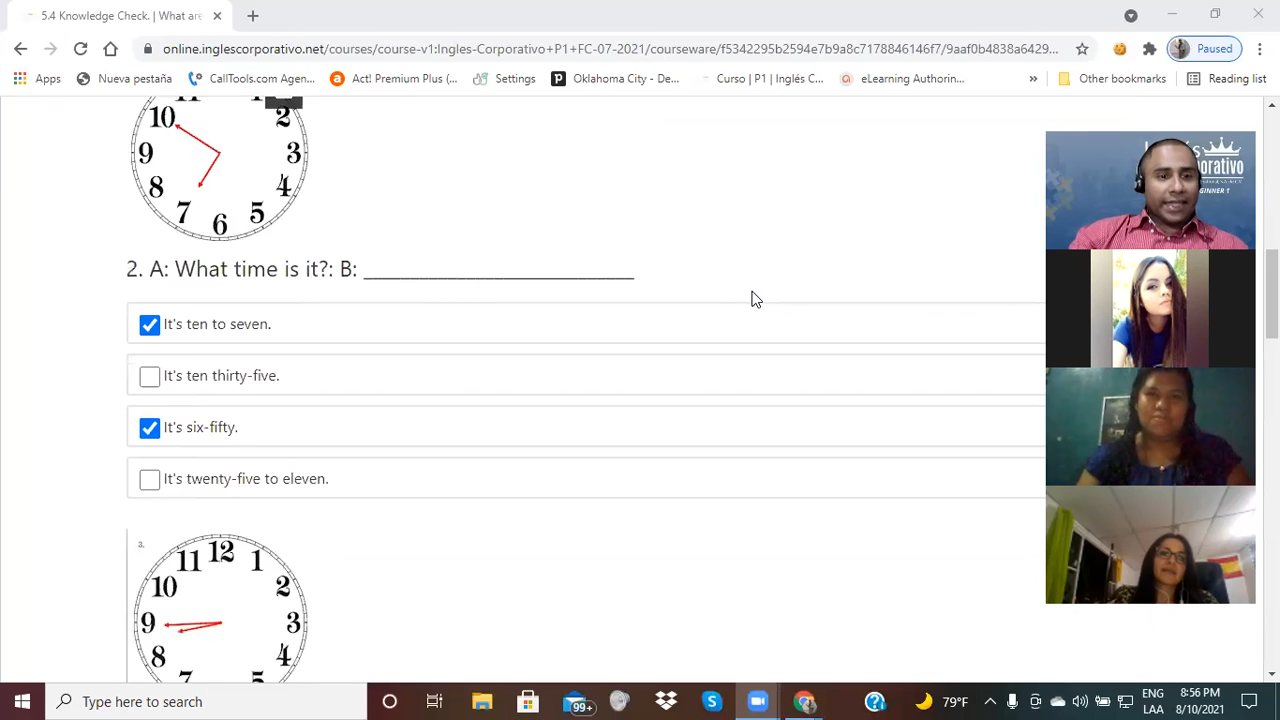 5.4 Knowledge Check. | What are
online.inglescorporativo.net/courses/course-v1:Ingles-Corporativo+P1+FC-07-2021/courseware/f5342295b2594e7b9a8c7178846146f7/9aaf0b4838a6429...
Paused
Apps
Nueva pestaña
CallTools.com Agen...
Act! Premium Plus (...
Settings
Oklahoma City - De...
Curso | P1 | Inglés C...
eLearning Authorin...
»
Other bookmarks
Reading list
10 2
9 3
8 4
7 6 5
2. A: What time is it?: B: ______________________
It's ten to seven.
It's ten thirty-five.
It's six-fifty.
It's twenty-five to eleven.
3.
11 12 1
10 2
9 3
8 4
7 5
Type here to search
99+
79°F
ENG
LAA
8:56 PM
8/10/2021